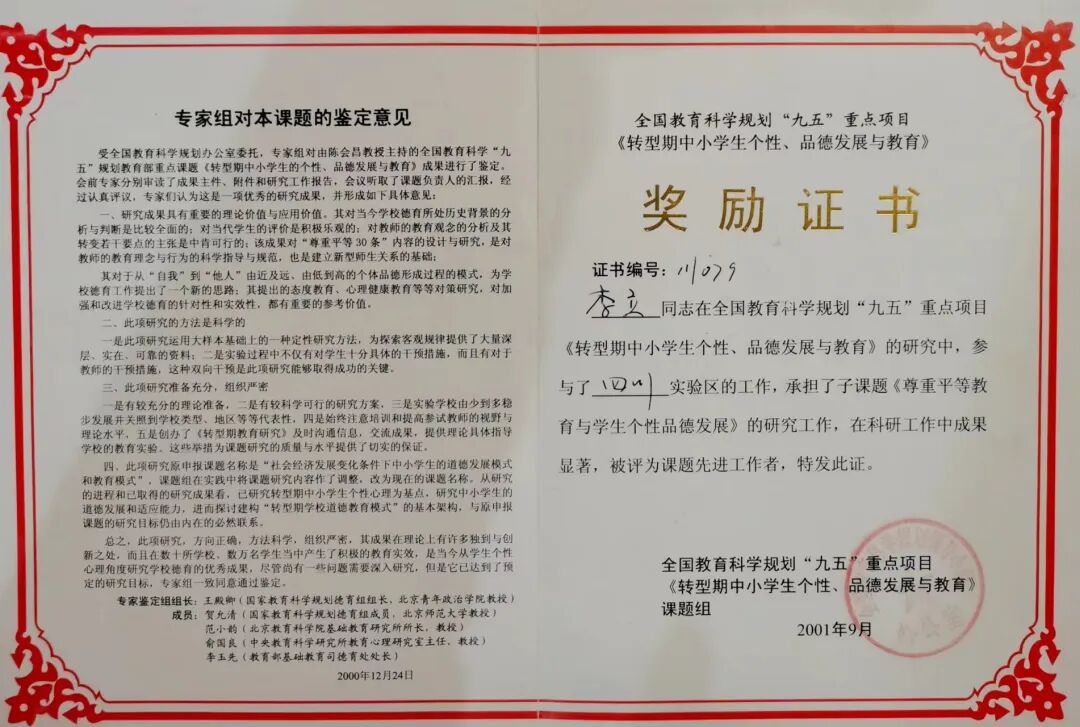 专家组对本课题的鉴定意见
受全国教育科学规划办公室委托，专家组对由陈会昌教授主持的全国教育科学“九
五”规划教育部重点课题《转型期中小学生的个性、品德发展与教育》成果进行了鉴定。
会前专家分别审读了成果主件、附件和研究工作报告，会议听取了课题负责人的汇报，经
过认真评议，专家们认为这是一项优秀的研究成果，并形成如下具体意见：
一、研究成果具有重要的理论价值与应用价值。其对当今学校德育所处历史背景的分
析与判断是比较全面的；对当代学生的评价是积极乐观的；对教师的教育观念的分析及其
转变若干要点的主张是中肯可行的；该成果对“尊重平等30条”内容的设计与研究，是对
教师的教育理念与行为的科学指导与规范，也是建立新型师生关系的基础；
其对于从“自我”到“他人”由近及远、由低到高的个体品德形成过程的模式，为学
校德育工作提出了一个新的思路；其提出的态度教育、心理健康教育等等对策研究，对加
强和改进学校德育的针对性和实效性，都有重要的参考价值。
二、此项研究的方法是科学的
一是此项研究运用大样本基础上的一种定性研究方法，为探索客观规律提供了大量深
层、实在、可靠的资料；二是实验过程中不仅有对学生十分具体的干预措施，而且有对于
教师的干预措施，这种双向干预是此项研究能够取得成功的关键。
三、此项研究准备充分，组织严密
一是有较充分的理论准备，二是有较科学可行的研究方案，三是实验学校由少到多稳
步发展并关照到学校类型、地区等等代表性，四是始终注意培训和提高参试教师的视野与
理论水平，五是创办了《转型期教育研究》及时沟通信息，交流成果，提供理论具体指导
学校的教育实验。这些举措为课题研究的质量与水平提供了切实的保证。
四、此项研究原申报课题名称是“社会经济发展变化条件下中小学生的道德发展模式
和教育模式”，课题组在实践中将课题研究内容作了调整，改为现在的课题名称。从研究
的进程和已取得的研究成果看，已研究转型期中小学生个性心理为基点，研究中小学生的
道德发展和适应能力，进而探讨建构“转型期学校道德教育模式”的基本架构，与原申报
课题的研究目标仍由内在的必然联系。
总之，此项研究，方向正确，方法科学，组织严密，其成果在理论上有许多独到与创
新之处，而且在数十所学校、数万名学生当中产生了积极的教育实效，是当今从学生个性
心理角度研究学校德育的优秀成果，尽管尚有一些问题需要深入研究，但是它已达到了预
定的研究目标，专家组一致同意通过鉴定。
专家鉴定组组长：王殿卿（国家教育科学规划德育组组长、北京青年政治学院教授）
成员：贺允清（国家教育科学规划德育组成员，北京师范大学教授）
范小韵（北京教育科学院基础教育研究所所长，教授）
俞国良（中央教育科学研究所教育心理研究室主任、教授）
李玉先（教育部基础教育司德育处处长）
2000年12月24日
全国教育科学规划“九五”重点项目
《转型期中小学生个性、品德发展与教育》
奖励证书
证书编号：川079
李立同志在全国教育科学规划“九五”重点项目
《转型期中小学生个性、品德发展与教育》的研究中，参
与了四川实验区的工作，承担了子课题《尊重平等教
育与学生个性品德发展》的研究工作，在科研工作中成果
显著，被评为课题先进工作者，特发此证。
全国教育科学规划“九五”重点项目
《转型期中小学生个性、品德发展与教育》
课题组
2001年9月